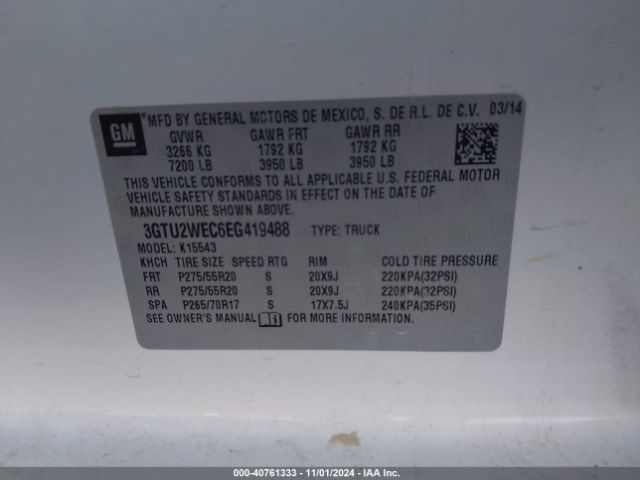 GM
MFD BY GENERAL MOTORS DE MEXICO, S. DE R.L. DE C.V. 03/14
GVWR GAWR FRT GAWR RR
3266 KG 1792 KG 1792 KG
7200 LB 3950 LB 3950 LB
THIS VEHICLE CONFORMS TO ALL APPLICABLE U.S. FEDERAL MOTOR
VEHICLE SAFETY STANDARDS IN EFFECT ON THE DATE OF
MANUFACTURE SHOWN ABOVE.
3GTU2WEC6EG419488 TYPE: TRUCK
MODEL: K15543
KHCH TIRE SIZE SPEED RTG RIM COLD TIRE PRESSURE
FRT P275/55R20 S 20X9J 220KPA(32PSI)
RR P275/55R20 S 20X9J 220KPA(32PSI)
SPA P265/70R17 S 17X7.5J 240KPA(35PSI)
SEE OWNER'S MANUAL FOR MORE INFORMATION.
000-40761333 - 11/01/2024 - IAA Inc.